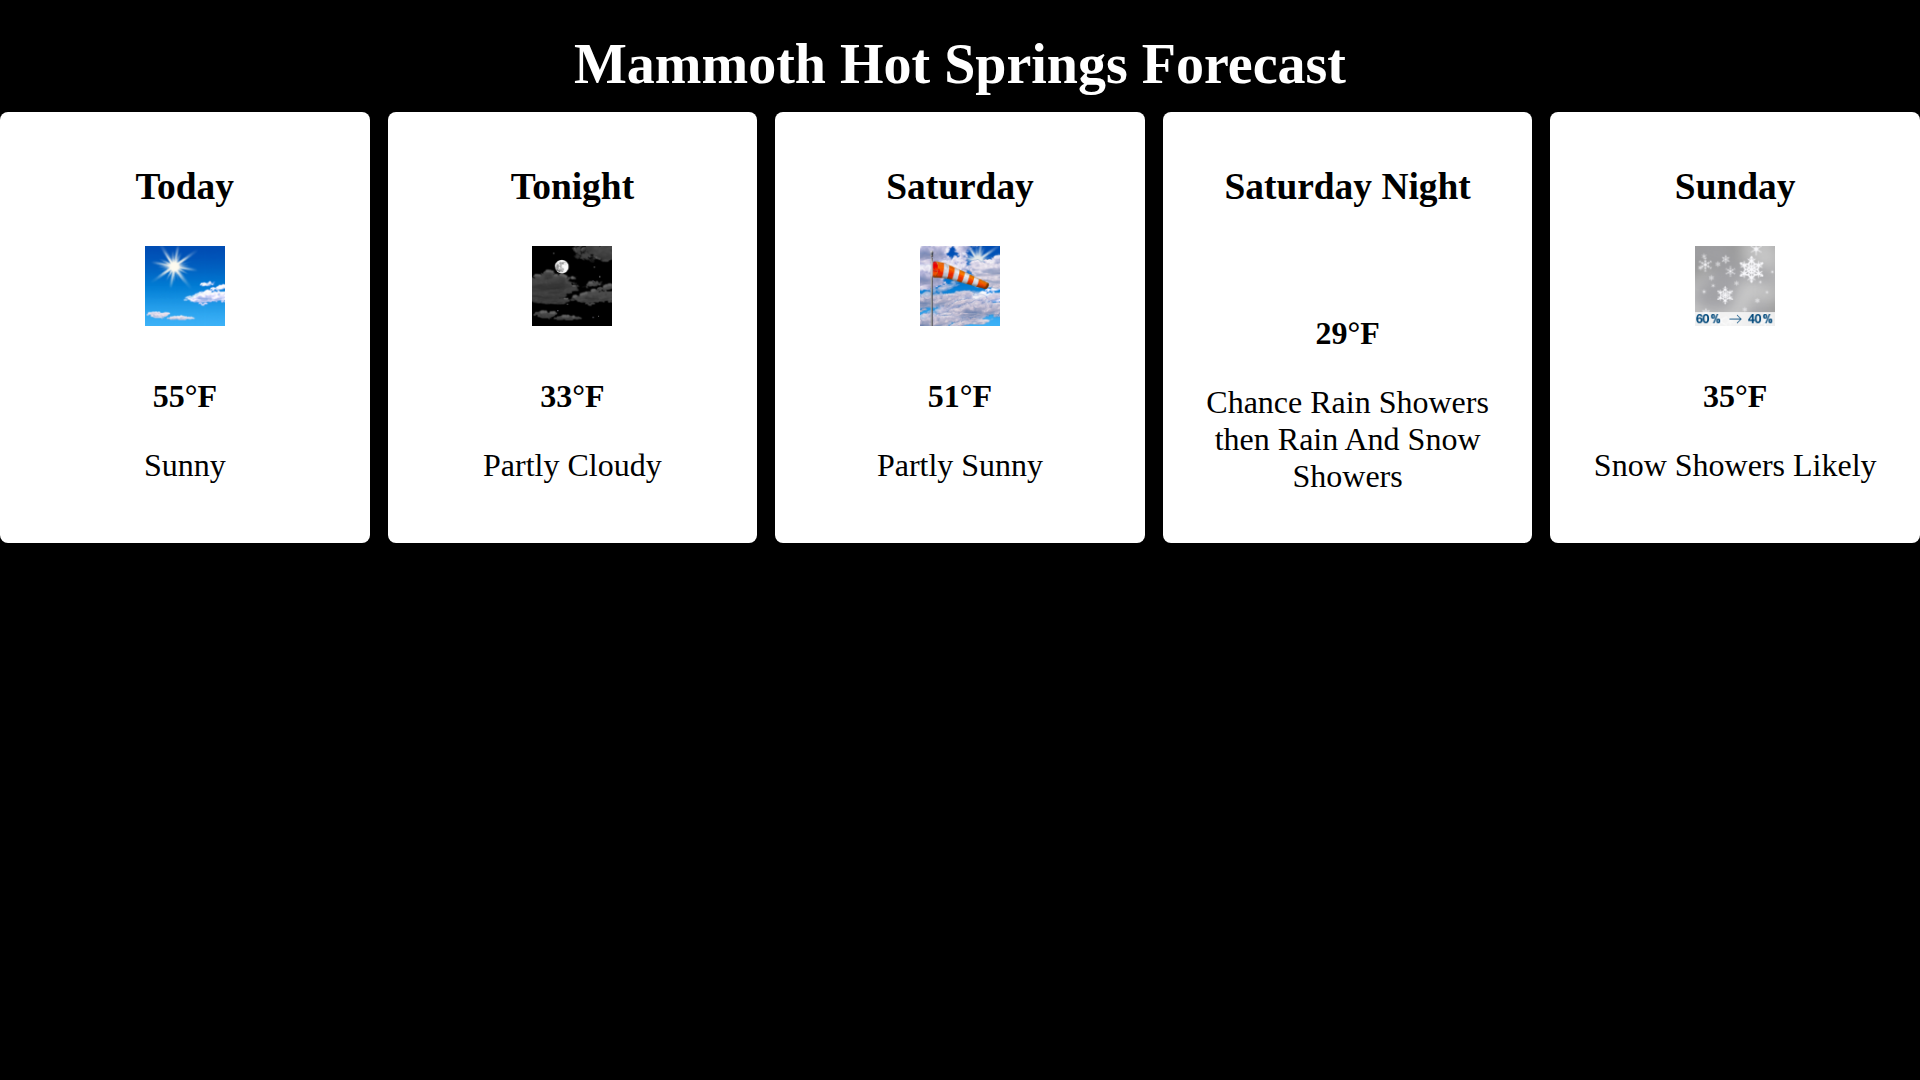 Mammoth Hot Springs Forecast
Today
55°F
Sunny
Tonight
33°F
Partly Cloudy
Saturday
51°F
Partly Sunny
Saturday Night
29°F
Chance Rain Showers
then Rain And Snow
Showers
Sunday
60% → 40%
35°F
Snow Showers Likely